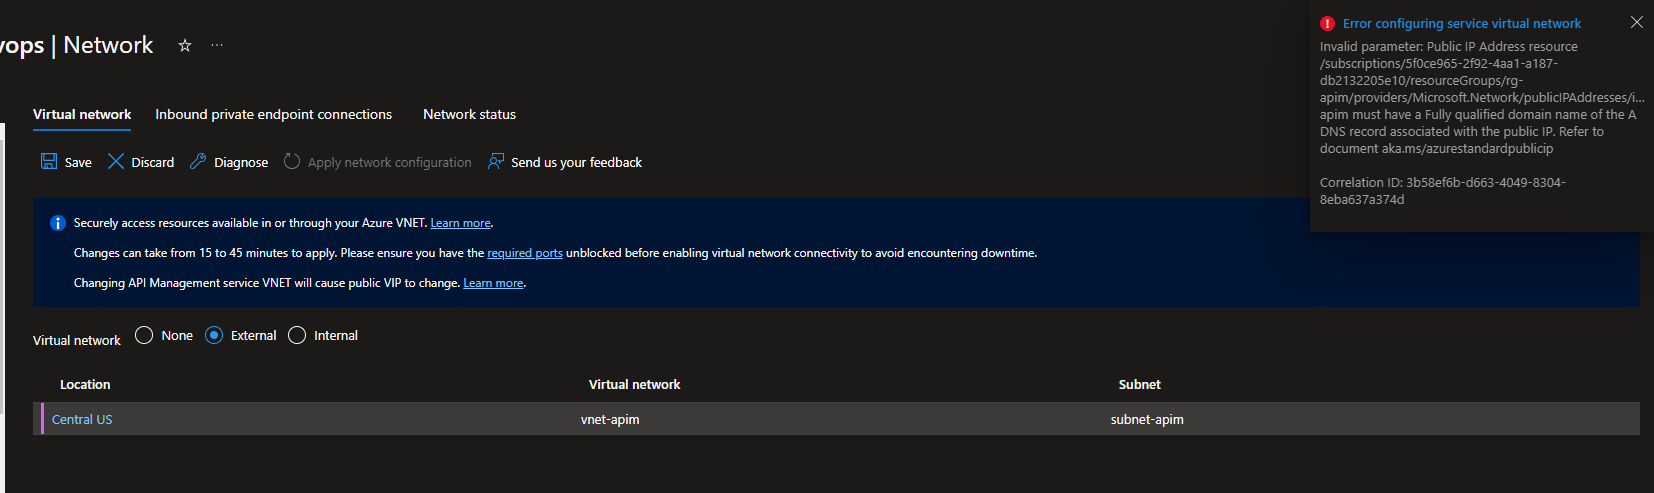 vops | Network
Error configuring service virtual network
Invalid parameter: Public IP Address resource
/subscriptions/5f0ce965-2f92-4aa1-a187-
db2132205e10/resourceGroups/rg-
apim/providers/Microsoft.Network/publicIPAddresses/i...
apim must have a Fully qualified domain name of the A
DNS record associated with the public IP. Refer to
document aka.ms/azurestandardpublicip
Correlation ID: 3b58ef6b-d663-4049-8304-
8eba637a374d
Virtual network Inbound private endpoint connections Network status
Save Discard Diagnose Apply network configuration Send us your feedback
Securely access resources available in or through your Azure VNET. Learn more.
Changes can take from 15 to 45 minutes to apply. Please ensure you have the required ports unblocked before enabling virtual network connectivity to avoid encountering downtime.
Changing API Management service VNET will cause public VIP to change. Learn more.
Virtual network None External Internal
Location Virtual network Subnet
Central US vnet-apim subnet-apim